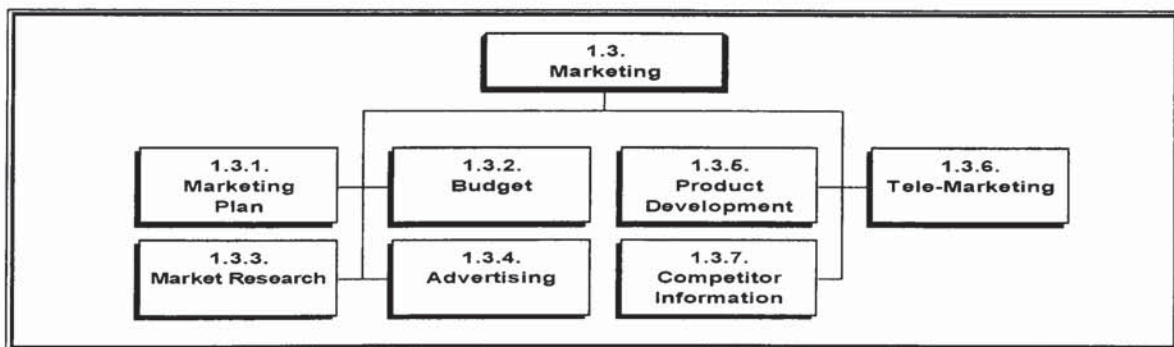 1.3.
Marketing
1.3.1.
Marketing
Plan
1.3.2.
Budget
1.3.5.
Product
Development
1.3.6.
Tele-Marketing
1.3.3.
Market Research
1.3.4.
Advertising
1.3.7.
Competitor
Information